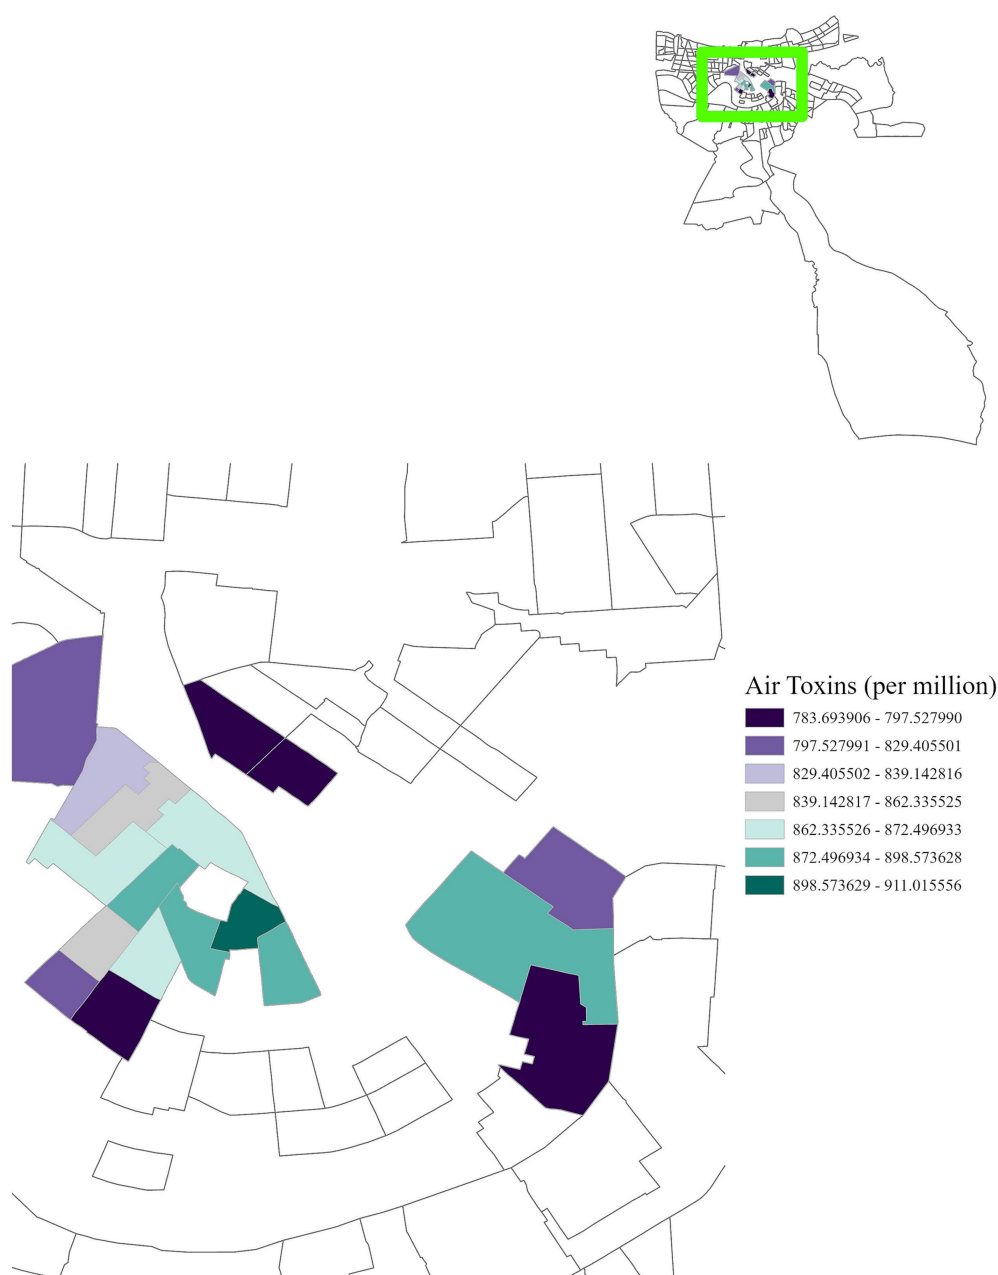 Air Toxins (per million)
783.693906 - 797.527990
797.527991 - 829.405501
829.405502 - 839.142816
839.142817 - 862.335525
862.335526 - 872.496933
872.496934 - 898.573628
898.573629 - 911.015556